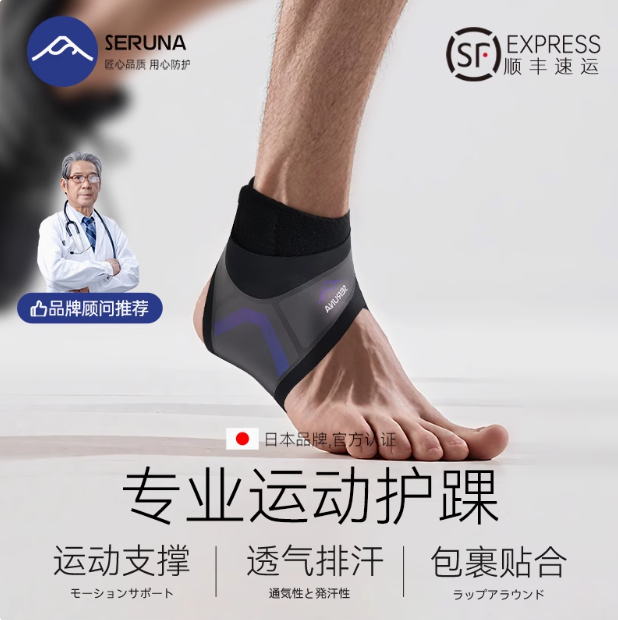 SERUNA
匠心品质 用心防护
SF EXPRESS
顺丰速运
品牌顾问推荐
SERUNA
日本品牌,官方认证
专业运动护踝
运动支撑
モーションサポート
透气排汗
通気性と発汗性
包裹贴合
ラップアラウンド